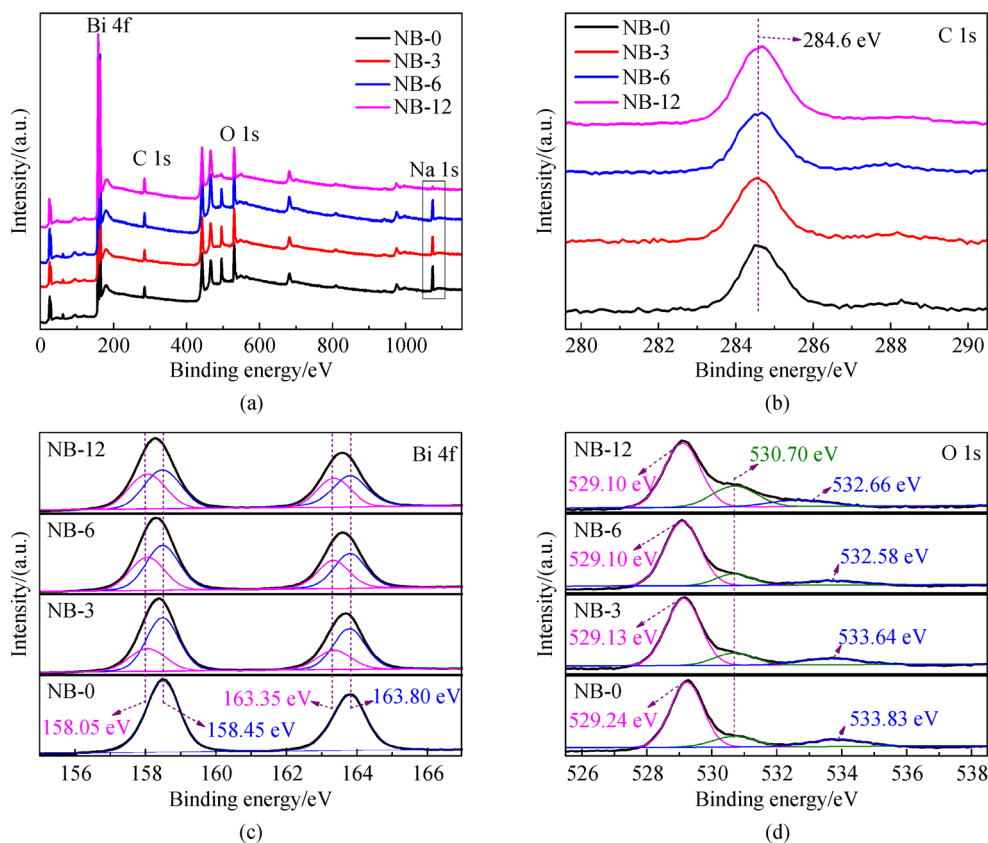 Bi 4f
NB-0
NB-3
NB-6
NB-12
C 1s
O 1s
Na 1s
Intensity/(a.u.)
0 200 400 600 800 1000
Binding energy/eV
(a)
NB-0
NB-3
NB-6
NB-12
284.6 eV
C 1s
Intensity/(a.u.)
280 282 284 286 288 290
Binding energy/eV
(b)
NB-12
Bi 4f
NB-6
NB-3
NB-0
158.05 eV
158.45 eV
163.35 eV
163.80 eV
Intensity/(a.u.)
156 158 160 162 164 166
Binding energy/eV
(c)
NB-12
O 1s
529.10 eV
530.70 eV
532.66 eV
NB-6
529.10 eV
532.58 eV
NB-3
529.13 eV
533.64 eV
NB-0
529.24 eV
533.83 eV
Intensity/(a.u.)
526 528 530 532 534 536 538
Binding energy/eV
(d)